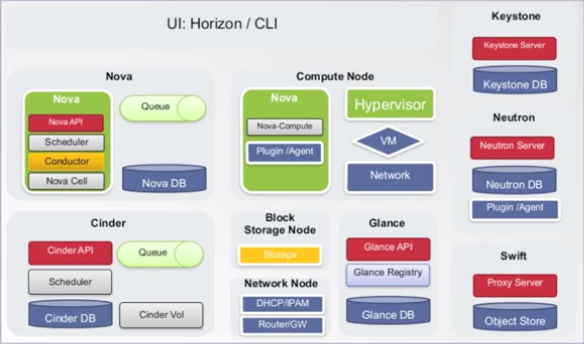 UI: Horizon / CLI
Keystone
Keystone Server
Keystone DB
Nova
Nova
Nova API
Scheduler
Conductor
Nova Cell
Queue
Nova DB
Compute Node
Nova
Nova-Compute
Plugin /Agent
Hypervisor
VM
Network
Neutron
Neutron Server
Neutron DB
Plugin /Agent
Cinder
Cinder API
Scheduler
Cinder DB
Queue
Cinder Vol
Block
Storage Node
Storage
Network Node
DHCP/IPAM
Router/GW
Glance
Glance API
Glance Registry
Glance DB
Swift
Proxy Server
Object Store